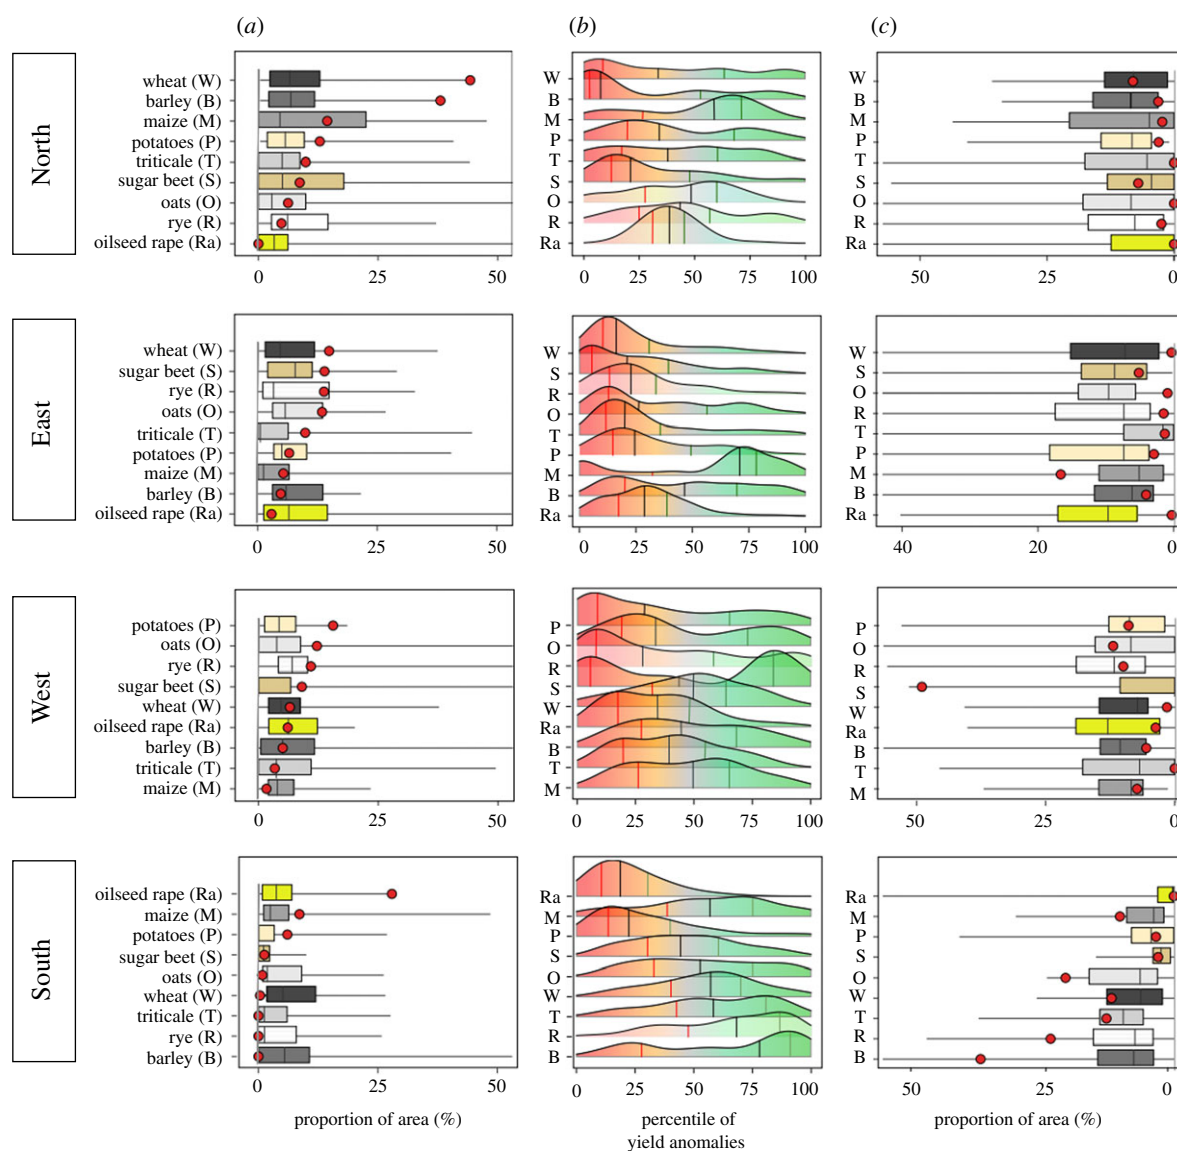 (a) (b) (c)
North
wheat (W)
barley (B)
maize (M)
potatoes (P)
triticale (T)
sugar beet (S)
oats (O)
rye (R)
oilseed rape (Ra)
0 25 50
W
B
M
P
T
S
O
R
Ra
0 25 50 75 100
W
B
M
P
T
S
O
R
Ra
50 25 0
East
wheat (W)
sugar beet (S)
rye (R)
oats (O)
triticale (T)
potatoes (P)
maize (M)
barley (B)
oilseed rape (Ra)
0 25 50
W
S
R
O
T
P
M
B
Ra
0 25 50 75 100
W
S
O
R
T
P
M
B
Ra
40 20 0
West
potatoes (P)
oats (O)
rye (R)
sugar beet (S)
wheat (W)
oilseed rape (Ra)
barley (B)
triticale (T)
maize (M)
0 25 50
P
O
R
S
W
Ra
B
T
M
0 25 50 75 100
P
O
R
S
W
Ra
B
T
M
50 25 0
South
oilseed rape (Ra)
maize (M)
potatoes (P)
sugar beet (S)
oats (O)
wheat (W)
triticale (T)
rye (R)
barley (B)
0 25 50
proportion of area (%)
Ra
M
P
S
O
W
T
R
B
0 25 50 75 100
percentile of
yield anomalies
Ra
M
P
S
O
W
T
R
B
50 25 0
proportion of area (%)